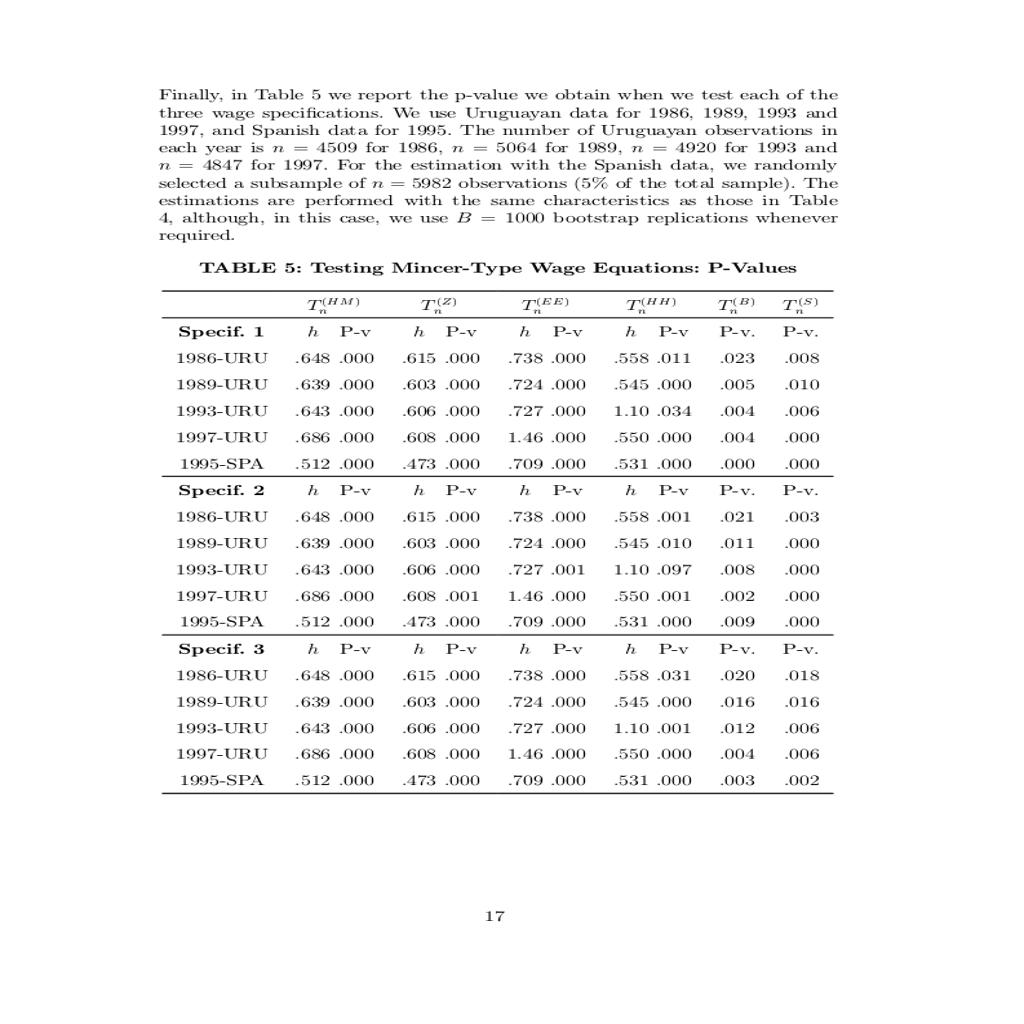 Finally, in Table 5 we report the p-value we obtain when we test each of the
three wage specifications. We use Uruguayan data for 1986, 1989, 1993 and
1997, and Spanish data for 1995. The number of Uruguayan observations in
each year is n = 4509 for 1986, n = 5064 for 1989, n = 4920 for 1993 and
n = 4847 for 1997. For the estimation with the Spanish data, we randomly
selected a subsample of n = 5982 observations (5% of the total sample). The
estimations are performed with the same characteristics as those in Table
4, although, in this case, we use B = 1000 bootstrap replications whenever
required.
TABLE 5: Testing Mincer-Type Wage Equations: P-Values
T_n^(HM) T_n^(Z) T_n^(EE) T_n^(HH) T_n^(B) T_n^(S)
Specif. 1 h P-v h P-v h P-v h P-v P-v. P-v.
1986-URU .648 .000 .615 .000 .738 .000 .558 .011 .023 .008
1989-URU .639 .000 .603 .000 .724 .000 .545 .000 .005 .010
1993-URU .643 .000 .606 .000 .727 .000 1.10 .034 .004 .006
1997-URU .686 .000 .608 .000 1.46 .000 .550 .000 .004 .000
1995-SPA .512 .000 .473 .000 .709 .000 .531 .000 .000 .000
Specif. 2 h P-v h P-v h P-v h P-v P-v. P-v.
1986-URU .648 .000 .615 .000 .738 .000 .558 .001 .021 .003
1989-URU .639 .000 .603 .000 .724 .000 .545 .010 .011 .000
1993-URU .643 .000 .606 .000 .727 .001 1.10 .097 .008 .000
1997-URU .686 .000 .608 .001 1.46 .000 .550 .001 .002 .000
1995-SPA .512 .000 .473 .000 .709 .000 .531 .000 .009 .000
Specif. 3 h P-v h P-v h P-v h P-v P-v. P-v.
1986-URU .648 .000 .615 .000 .738 .000 .558 .031 .020 .018
1989-URU .639 .000 .603 .000 .724 .000 .545 .000 .016 .016
1993-URU .643 .000 .606 .000 .727 .000 1.10 .001 .012 .006
1997-URU .686 .000 .608 .000 1.46 .000 .550 .000 .004 .006
1995-SPA .512 .000 .473 .000 .709 .000 .531 .000 .003 .002
17